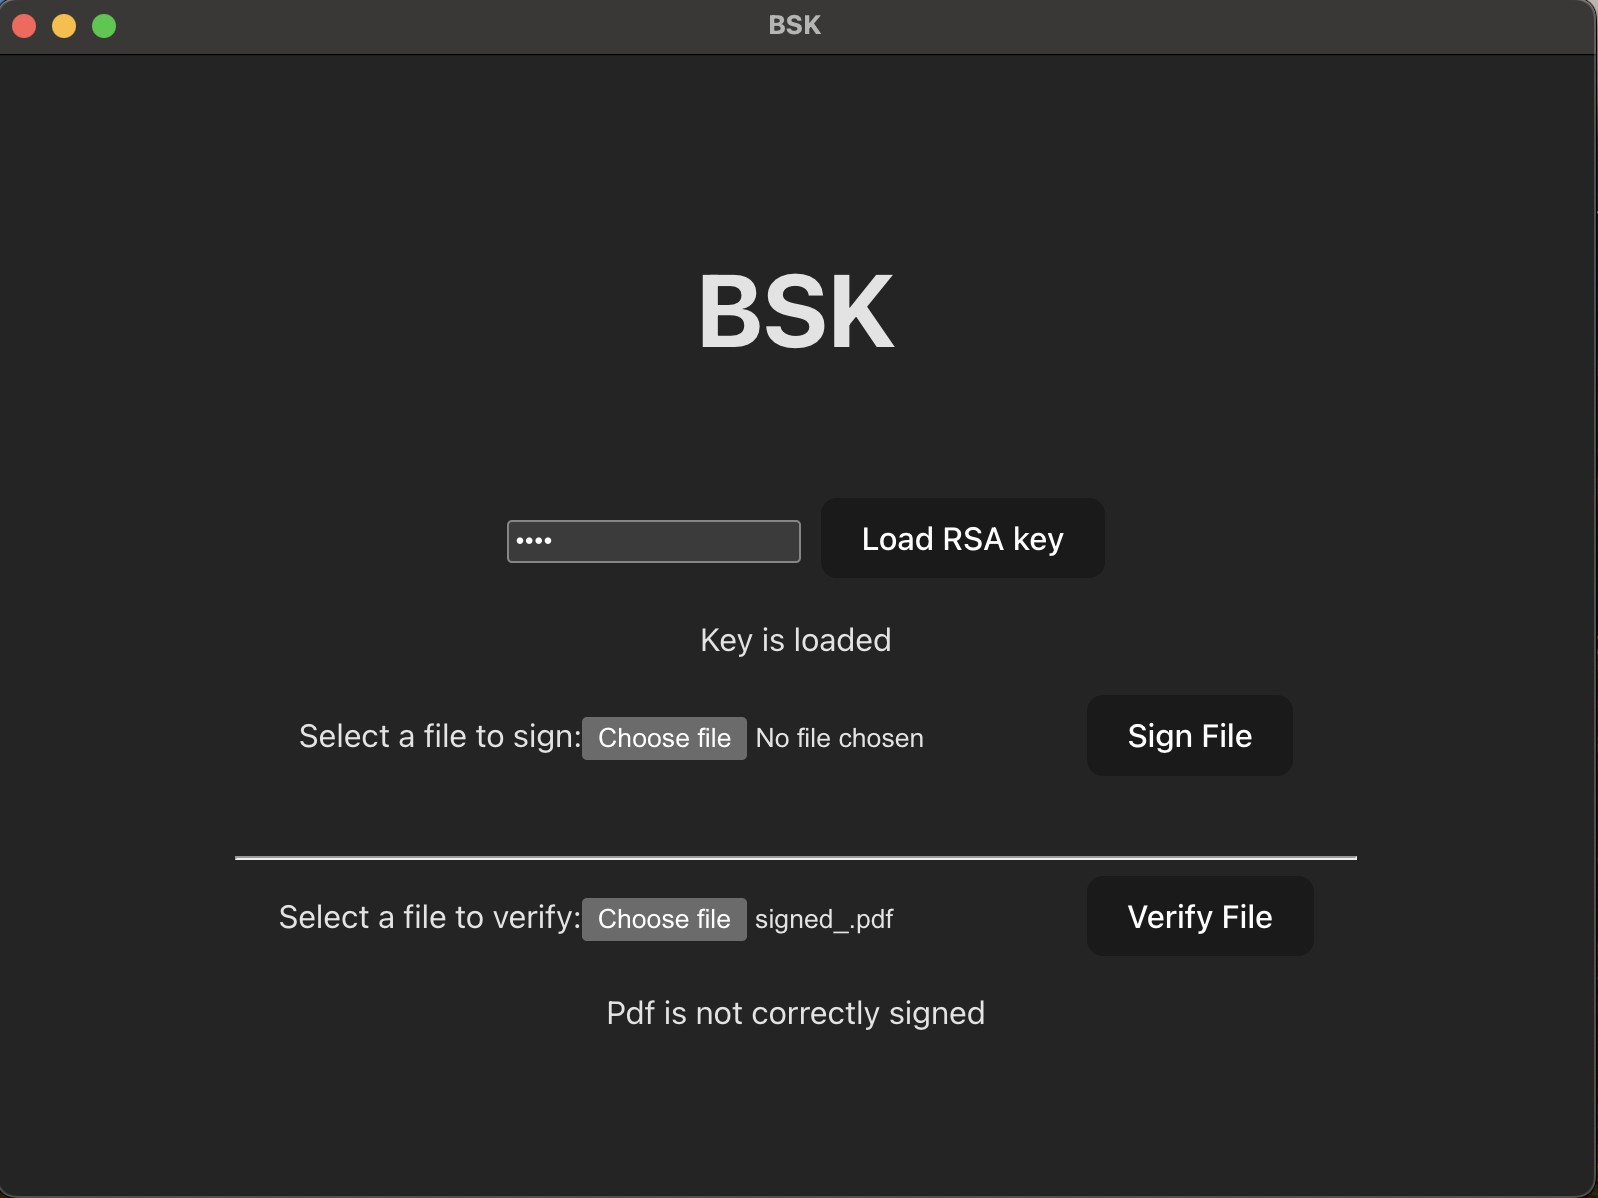 BSK
BSK
•••• Load RSA key
Key is loaded
Select a file to sign: Choose file No file chosen Sign File
Select a file to verify: Choose file signed_.pdf Verify File
Pdf is not correctly signed